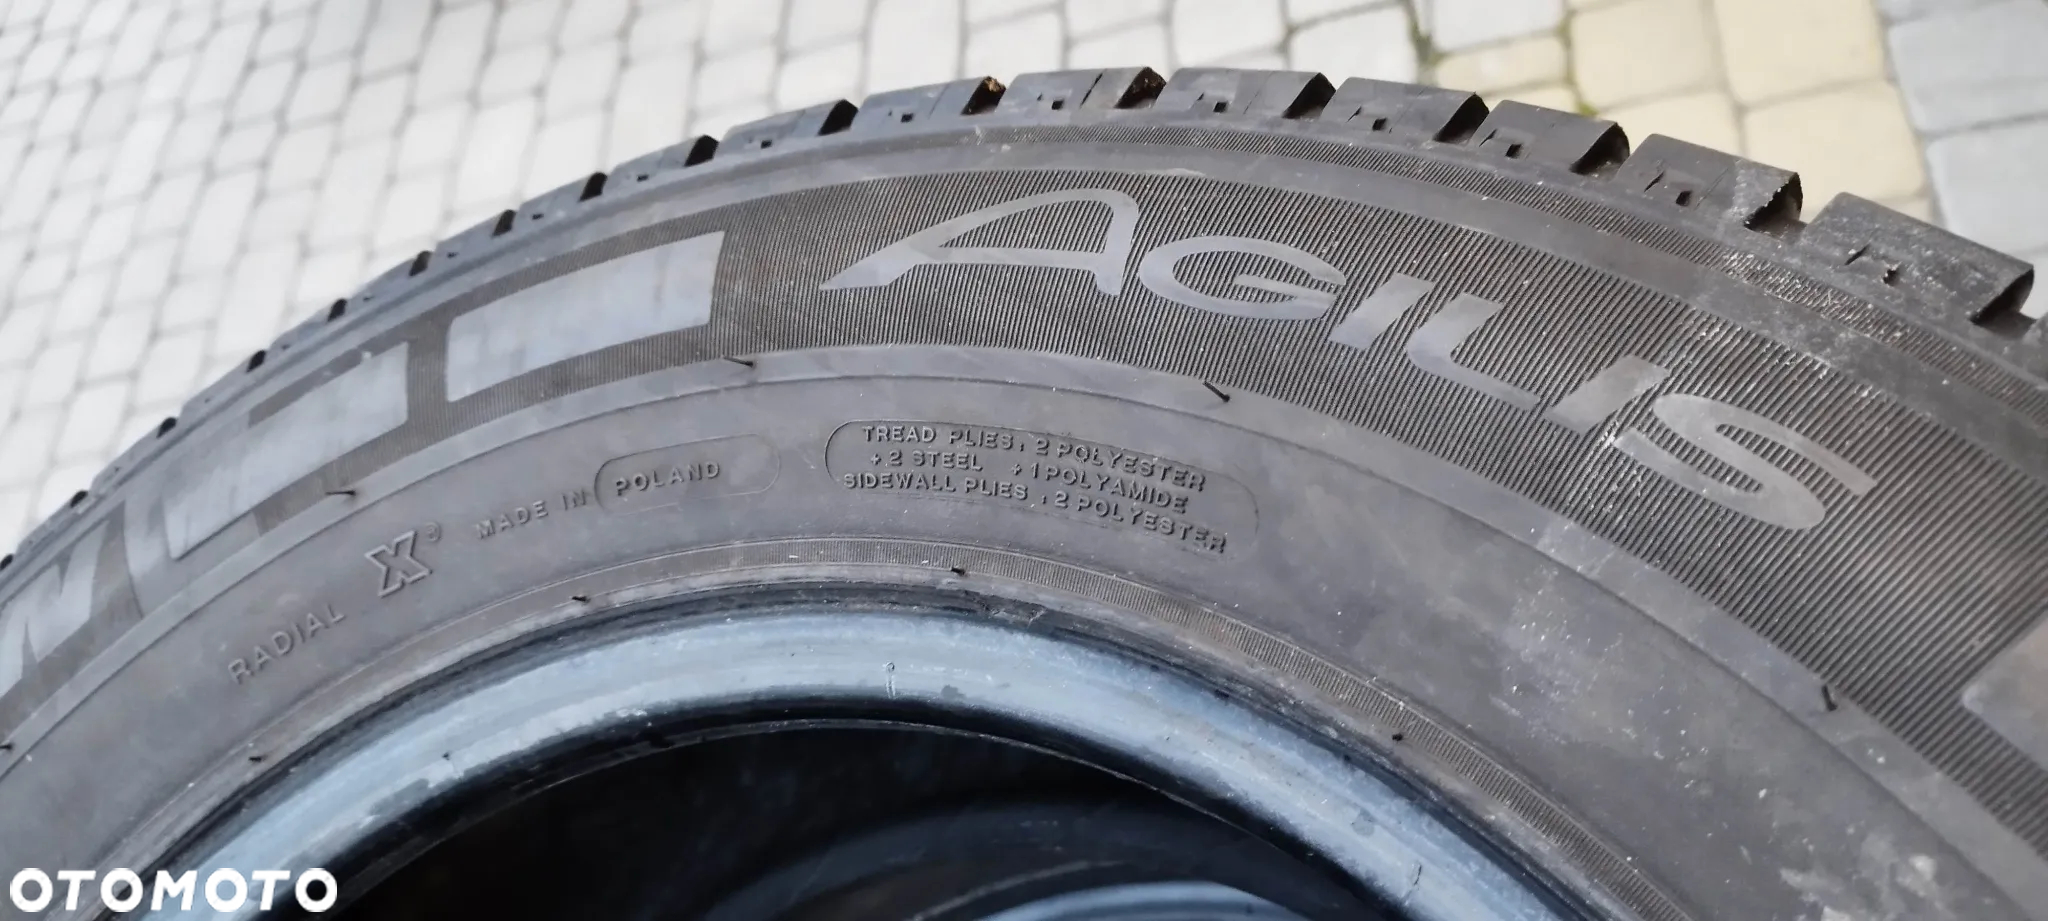 AGILIS
TREAD PLIES: 2 POLYESTER
+ 2 STEEL + 1 POLYAMIDE
SIDEWALL PLIES : 2 POLYESTER
MADE IN POLAND
RADIAL X®
OTOMOTO